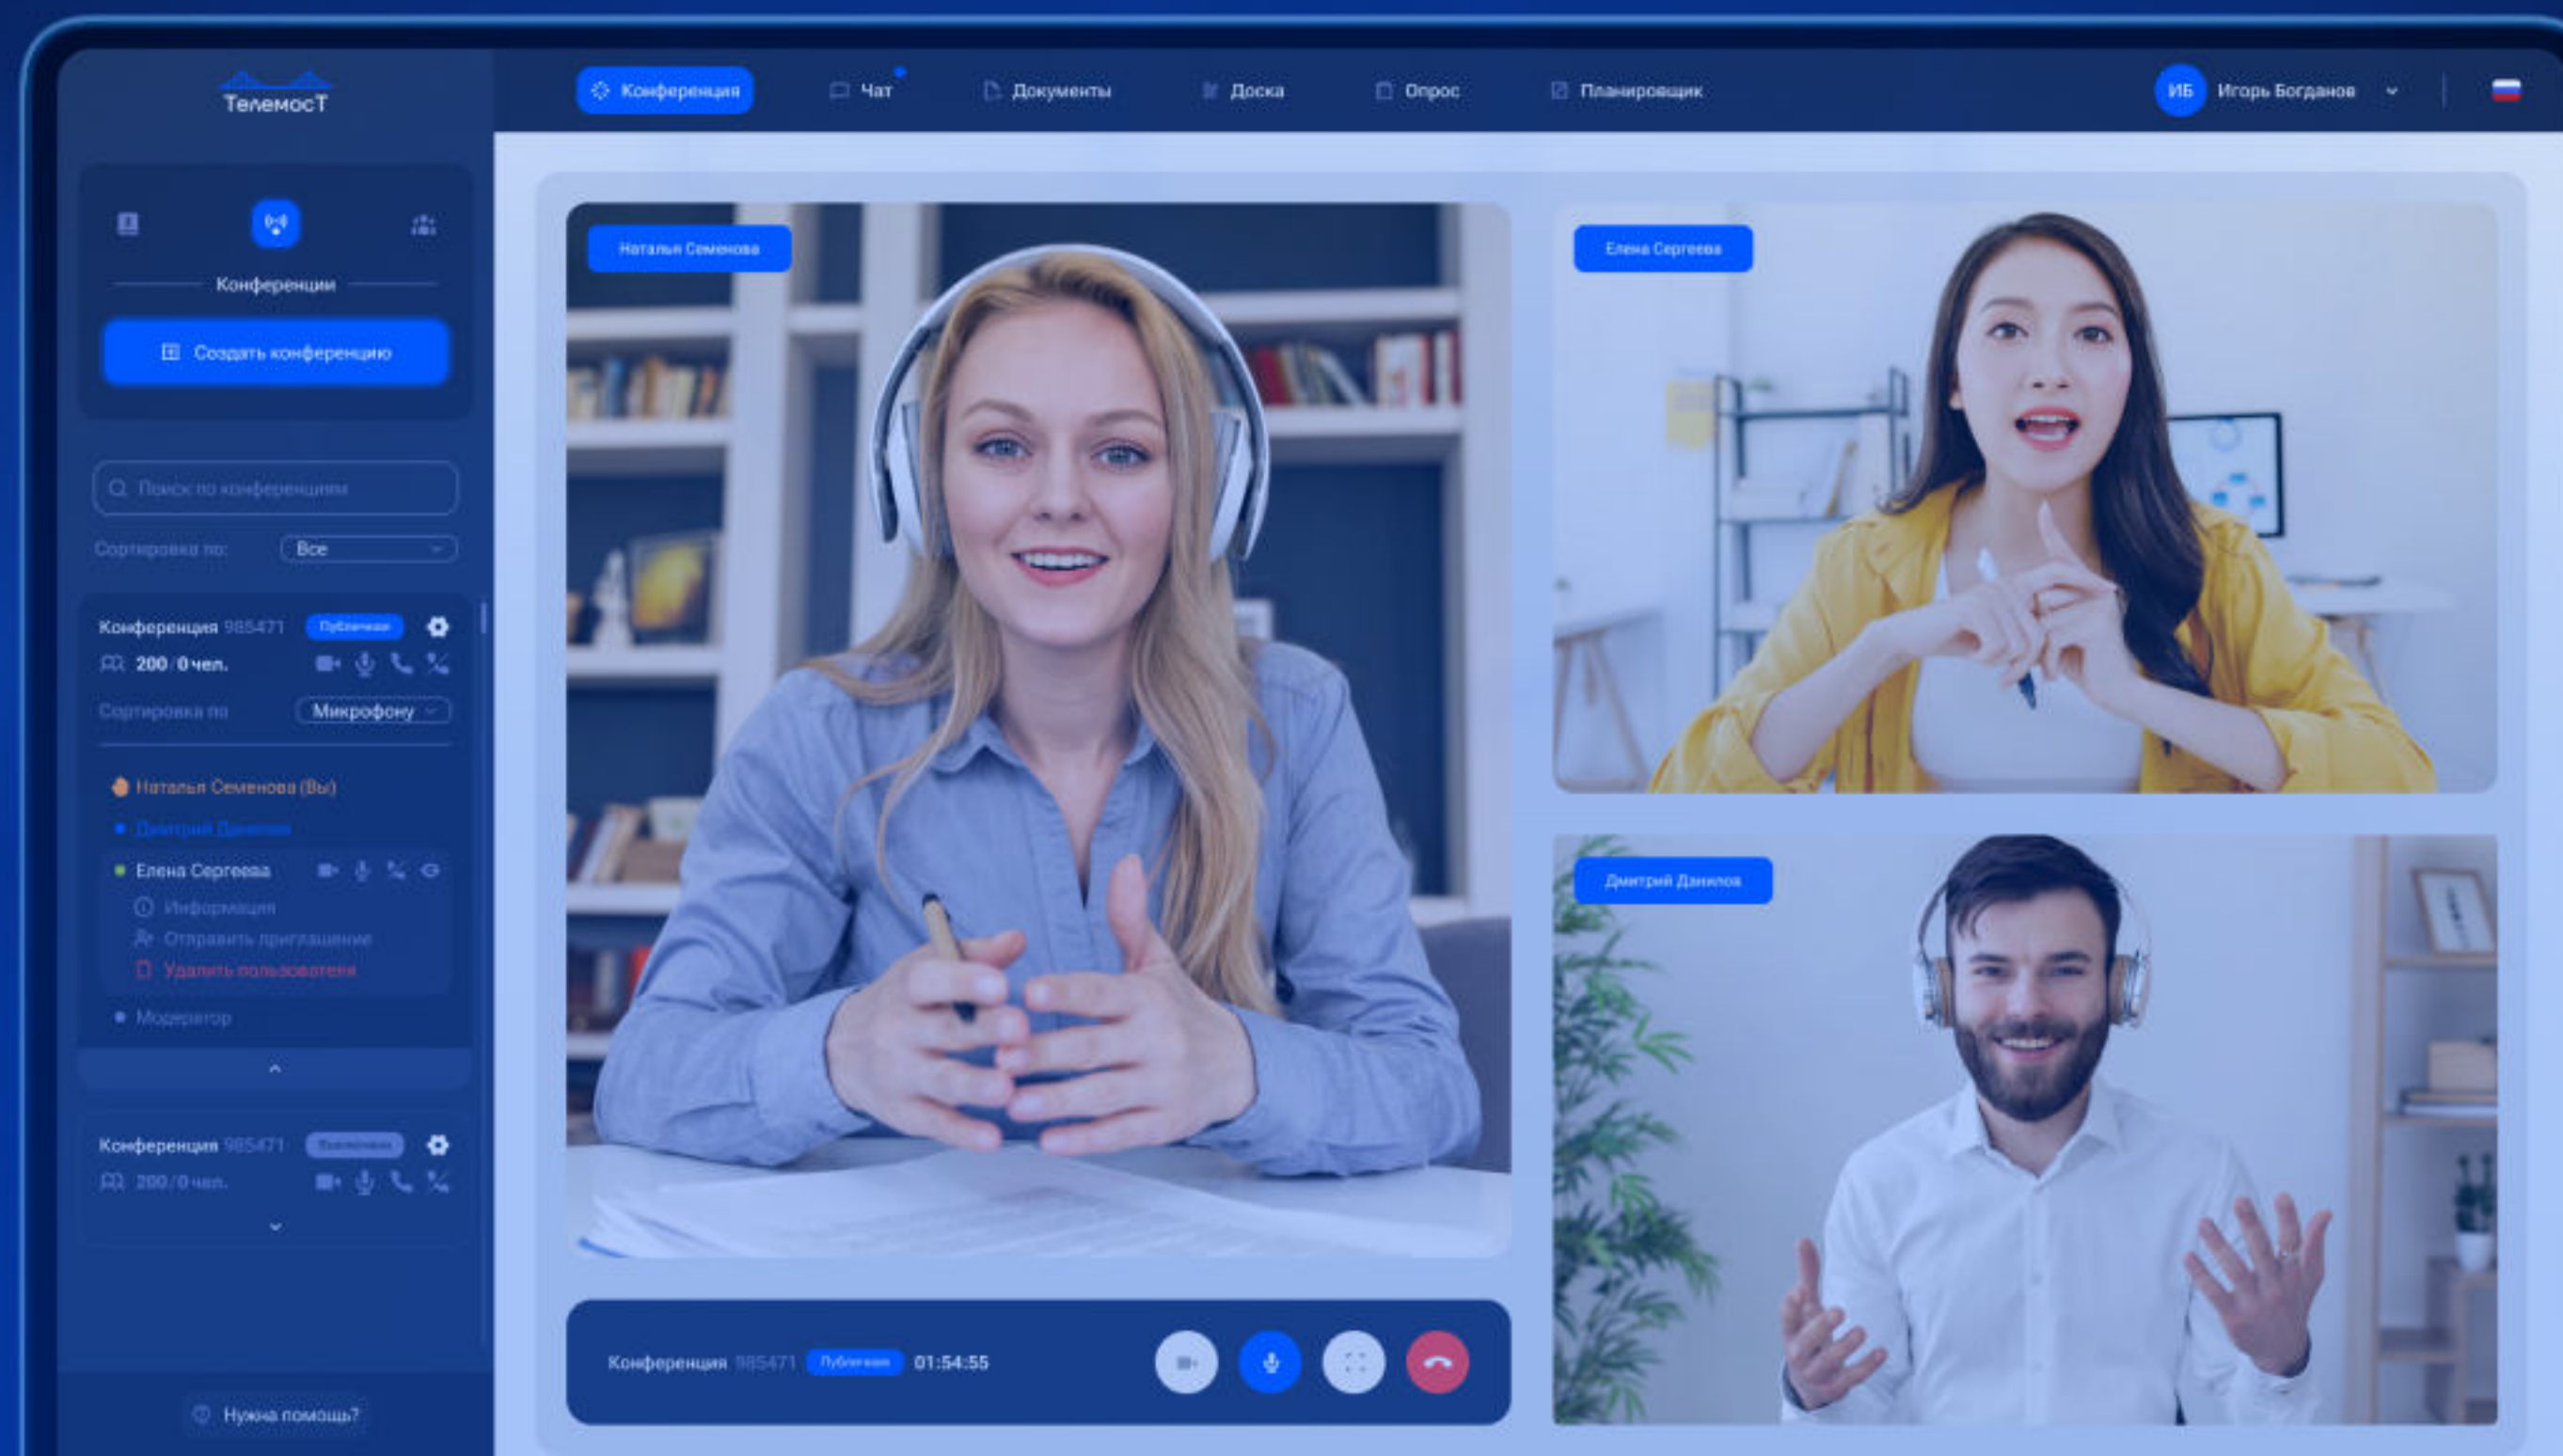 ТелемосТ
Конференция
Чат
Документы
Доска
Опрос
Планировщик
ИБ
Игорь Богданов
Конференции
Создать конференцию
Поиск по конференциям
Сортировка по:
Все
Конференция 985471 Публичная
200/0 чел.
Сортировка по
Микрофону
Наталья Семенова (Вы)
Дмитрий Данилов
Елена Сергеева
Информация
Отправить приглашение
Удалить пользователя
Модератор
Конференция 985471
200/0 чел.
Нужна помощь?
Наталья Семенова
Елена Сергеева
Дмитрий Данилов
Конференция 985471 Публичная 01:54:55